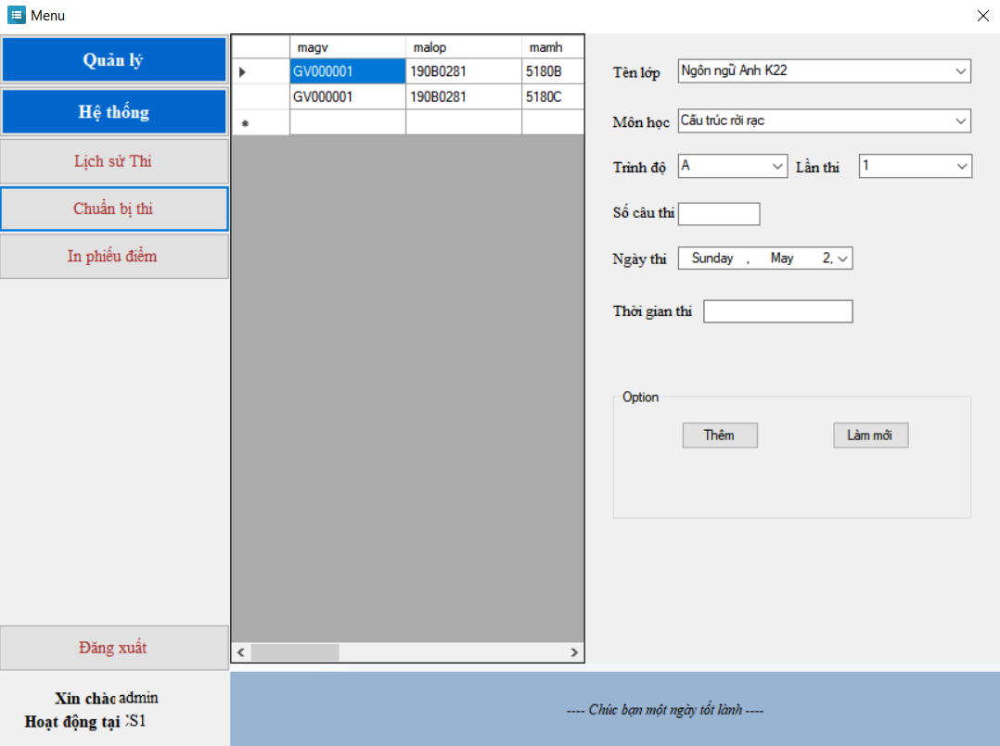 Menu
Quản lý
Hệ thống
Lịch sử Thi
Chuẩn bị thi
In phiếu điểm
Đăng xuất
Xin chào admin
Hoạt động tại CS1
magv malop mamh
GV000001 190B0281 5180B
GV000001 190B0281 5180C
Tên lớp Ngôn ngữ Anh K22
Môn học Cấu trúc rời rạc
Trình độ A Lần thi 1
Số câu thi
Ngày thi Sunday , May 2,
Thời gian thi
Option
Thêm Làm mới
---- Chúc bạn một ngày tốt lành ----